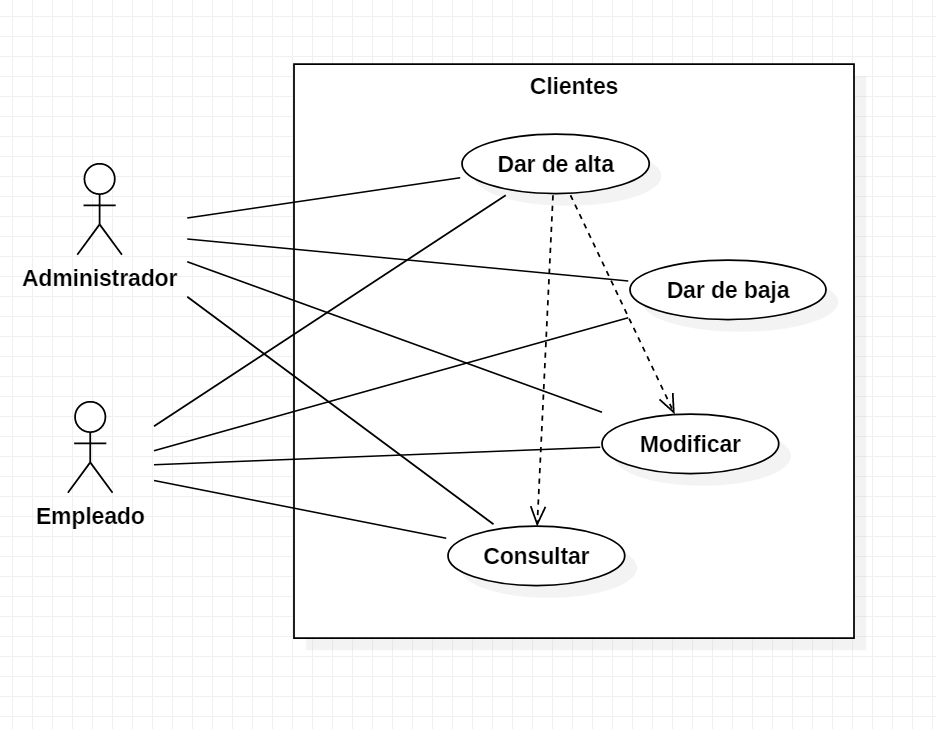 Clientes
Dar de alta
Administrador
Dar de baja
Modificar
Empleado
Consultar